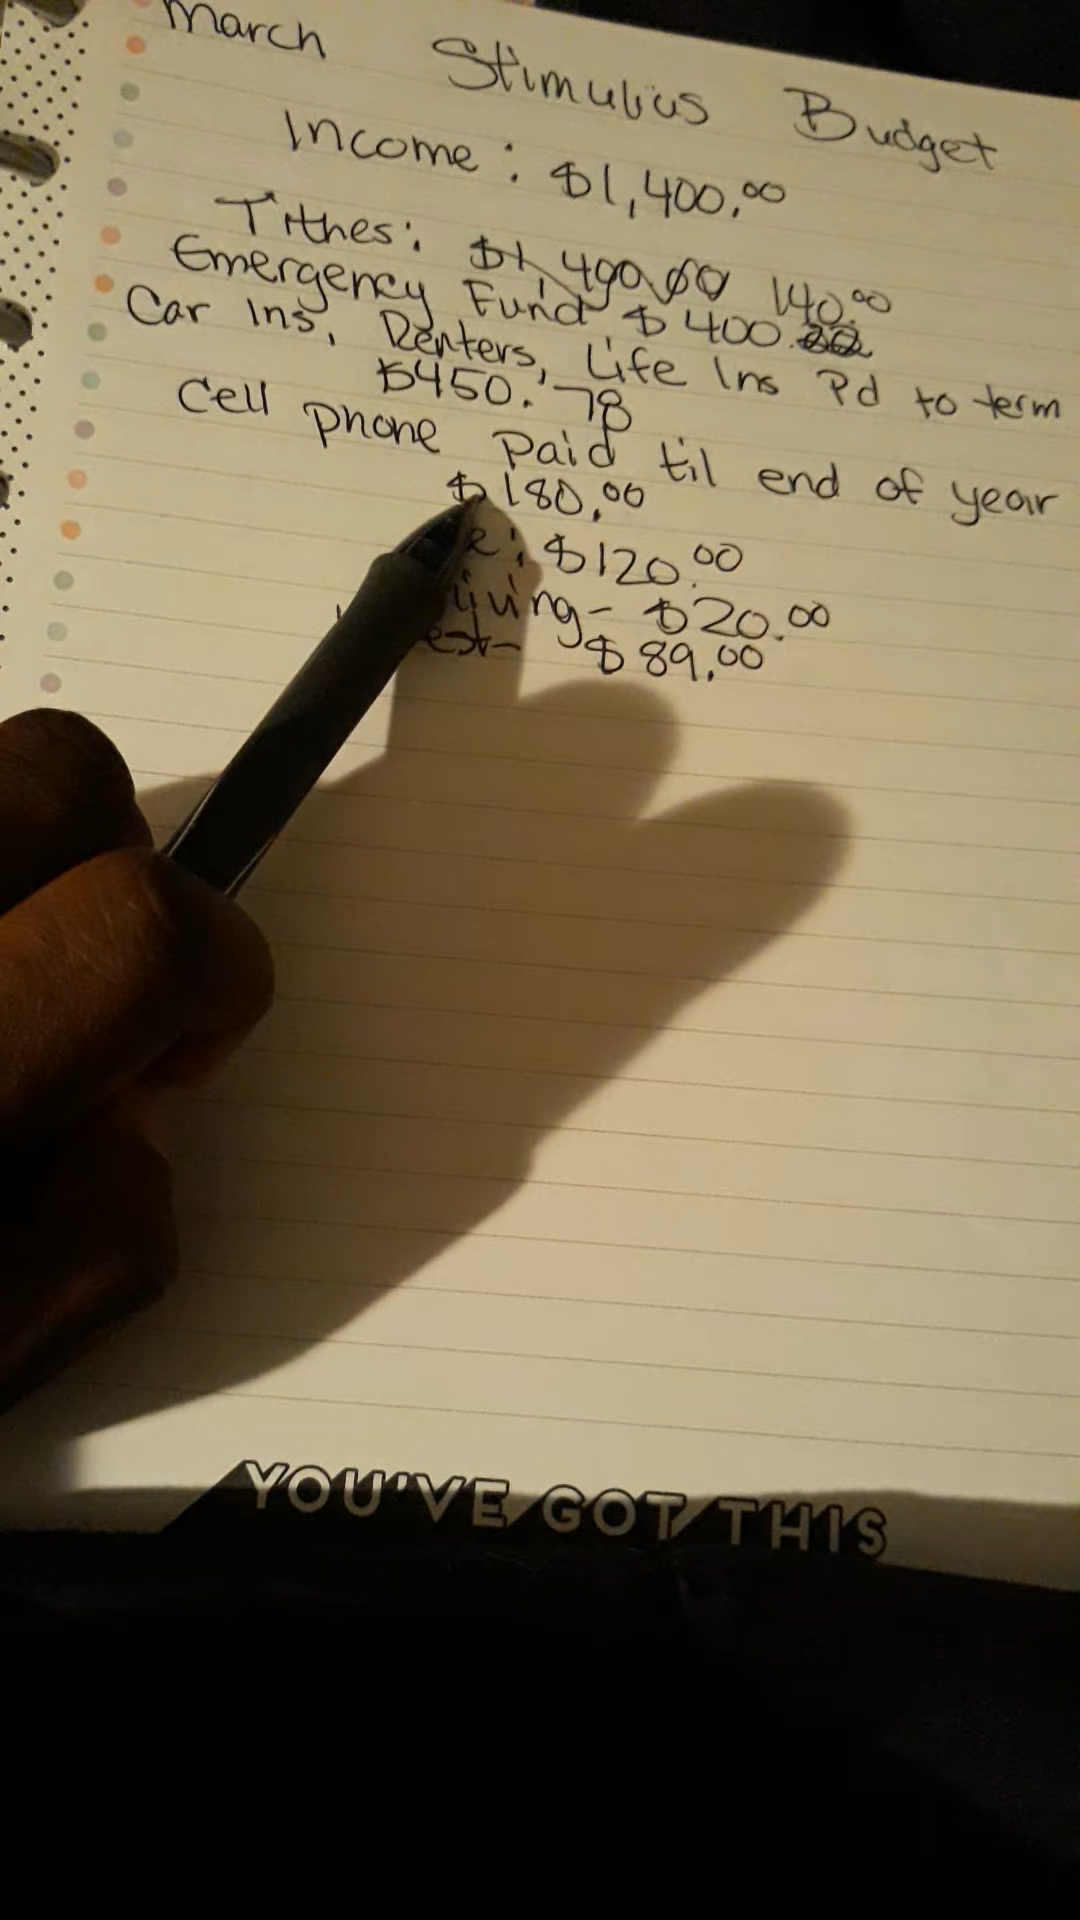 March Stimulus Budget
Income: $1,400.00
Tithes: $1,400.00 140.00
Emergency Fund $400.00
Car Ins, Renters, Life Ins Pd to term
$450.78
Cell phone paid til end of year
$180.00
e: $120.00
ing- $20.00
est- $89.00
YOU'VE GOT THIS